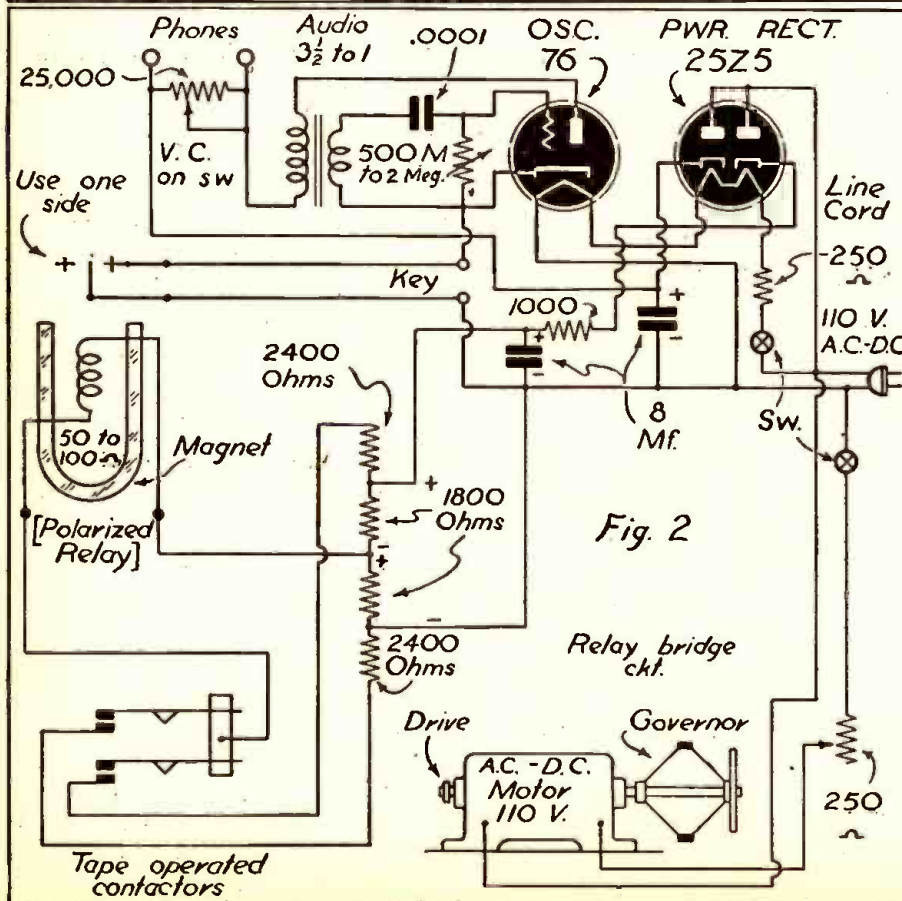 Phones
Audio
3½ to 1
.0001
OSC.
76
PWR. RECT.
25Z5
25,000
V.C.
on sw
500 M
to 2 Meg.
Use one
side
Line
Cord
250
Ω
+ - +
Key
1000
+
-
+
-
110 V.
A.C.-D.C.
2400
Ohms
8
Mf.
Sw.
50 to
100 Ω
Magnet
[Polarized
Relay]
+
1800
Ohms
-
+
-
Fig. 2
2400
Ohms
Relay bridge
ckt.
Drive
Governor
A.C.-D.C.
Motor
110 V.
250
Ω
Tape operated
contactors